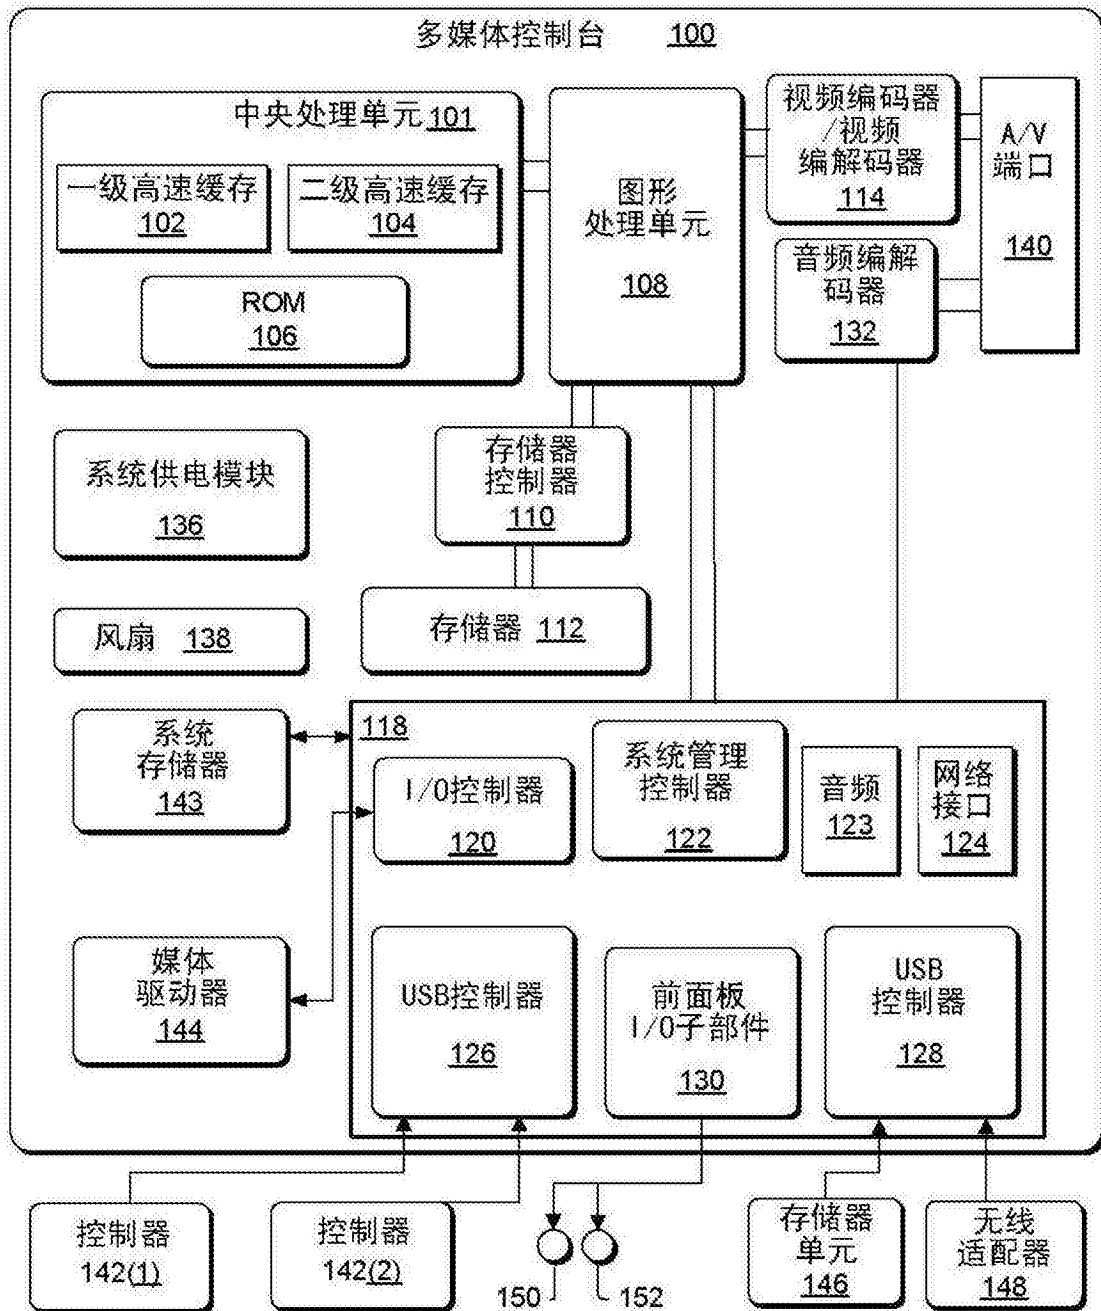 多媒体控制台 100
中央处理单元101
一级高速缓存
102
二级高速缓存
104
ROM
106
图形
处理单元
108
视频编码器
/视频
编解码器
114
音频编解
码器
132
A/V
端口
140
系统供电模块
136
存储器
控制器
110
风扇 138
存储器 112
系统
存储器
143
118
I/O控制器
120
系统管理
控制器
122
音频
123
网络
接口
124
媒体
驱动器
144
USB控制器
126
前面板
I/O子部件
130
USB
控制器
128
控制器
142(1)
控制器
142(2)
150
152
存储器
单元
146
无线
适配器
148